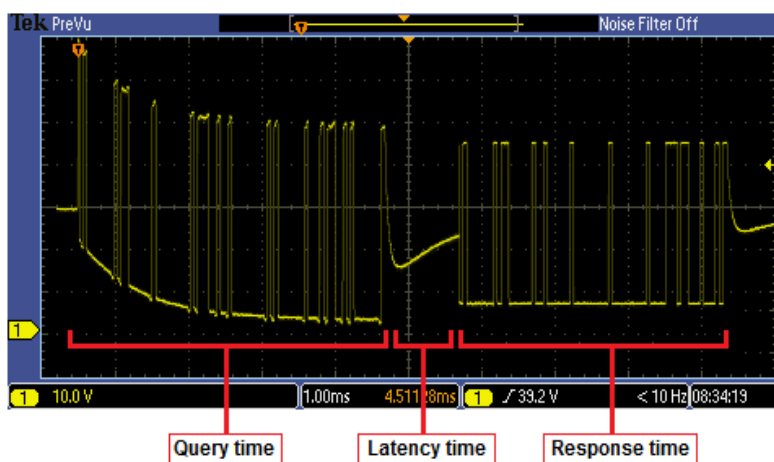 Tek PreVu Noise Filter Off
T
T
1
1 10.0 V 1.00ms 4.51128ms 1 39.2 V < 10 Hz 08:34:19
Query time Latency time Response time